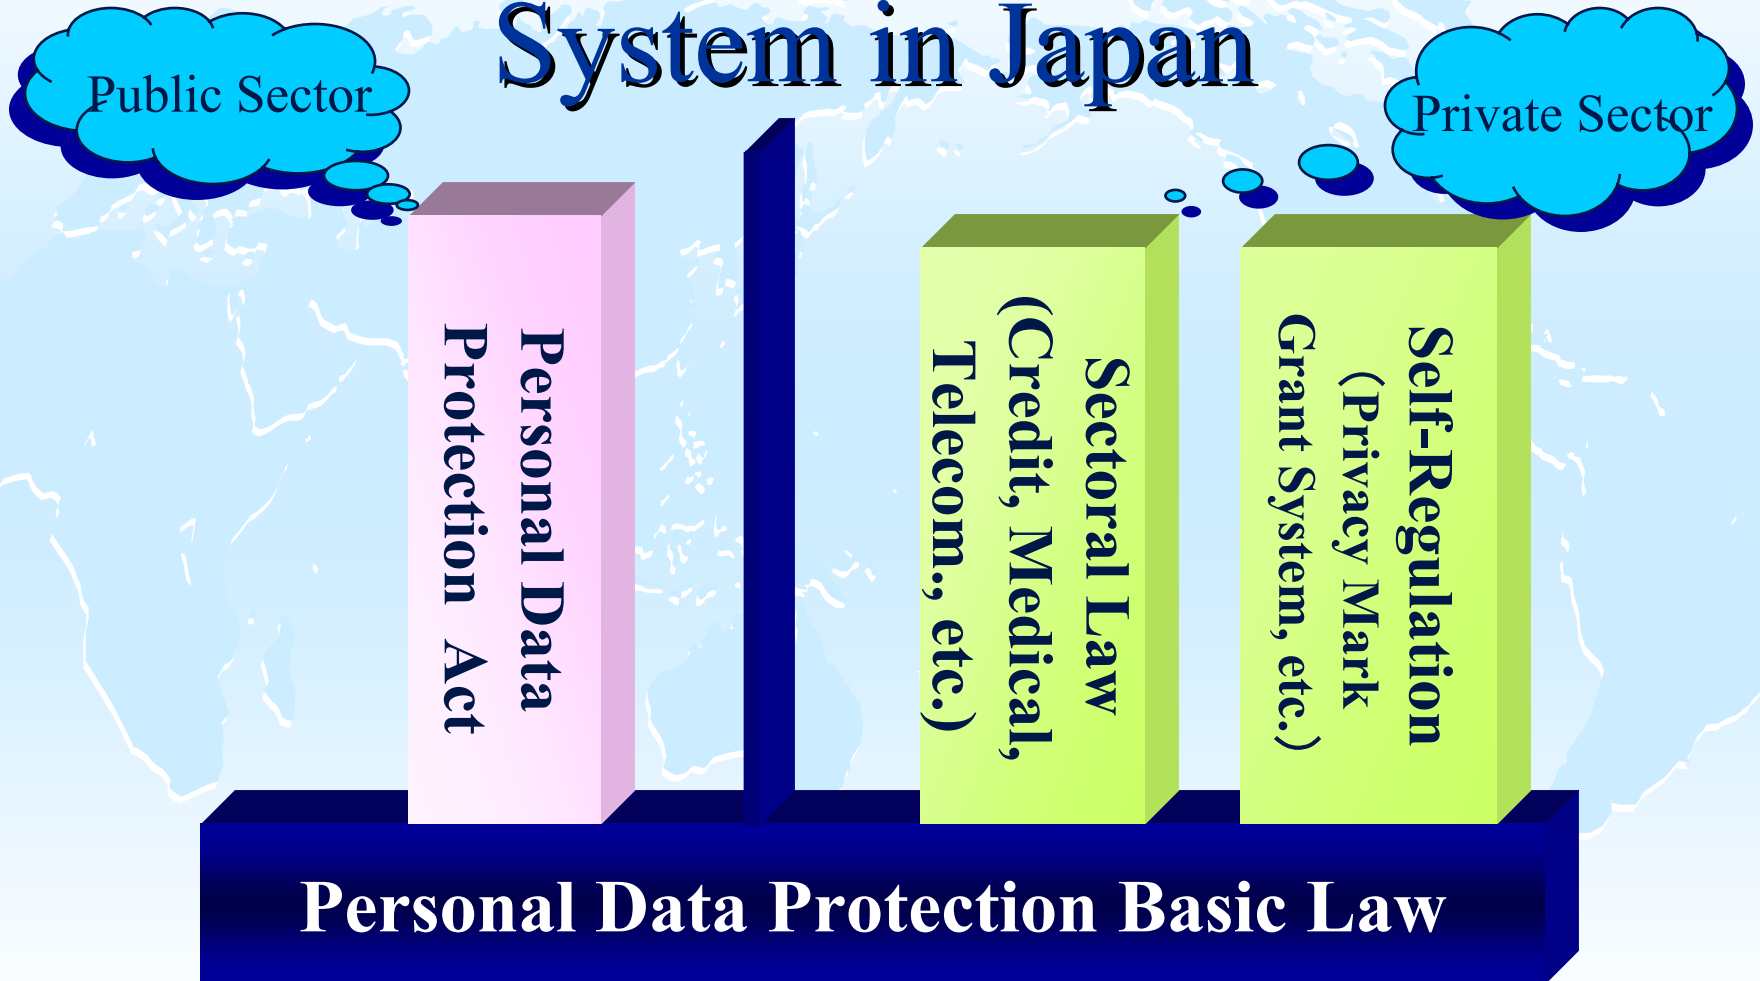 System in Japan
Public Sector
Private Sector
Personal Data
Protection Act
Sectoral Law
(Credit, Medical,
Telecom., etc.)
Self-Regulation
（Privacy Mark
Grant System, etc.）
Personal Data Protection Basic Law